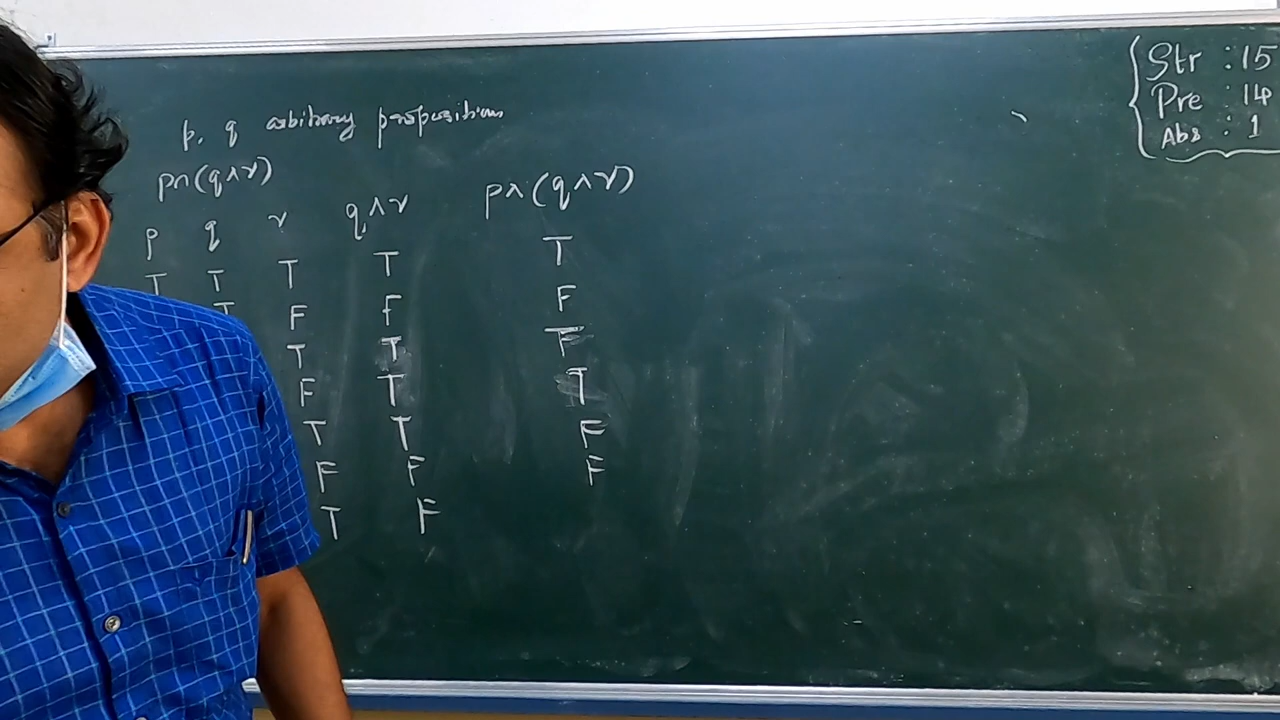 p, q arbitrary propositions
p∩(q∧r)
p q r q∧r p∧(q∧r)
T T T T T
T F F F
T T T
F T T
T T F
F F F
T F
{ Str : 15
Pre : 14
Abs : 1